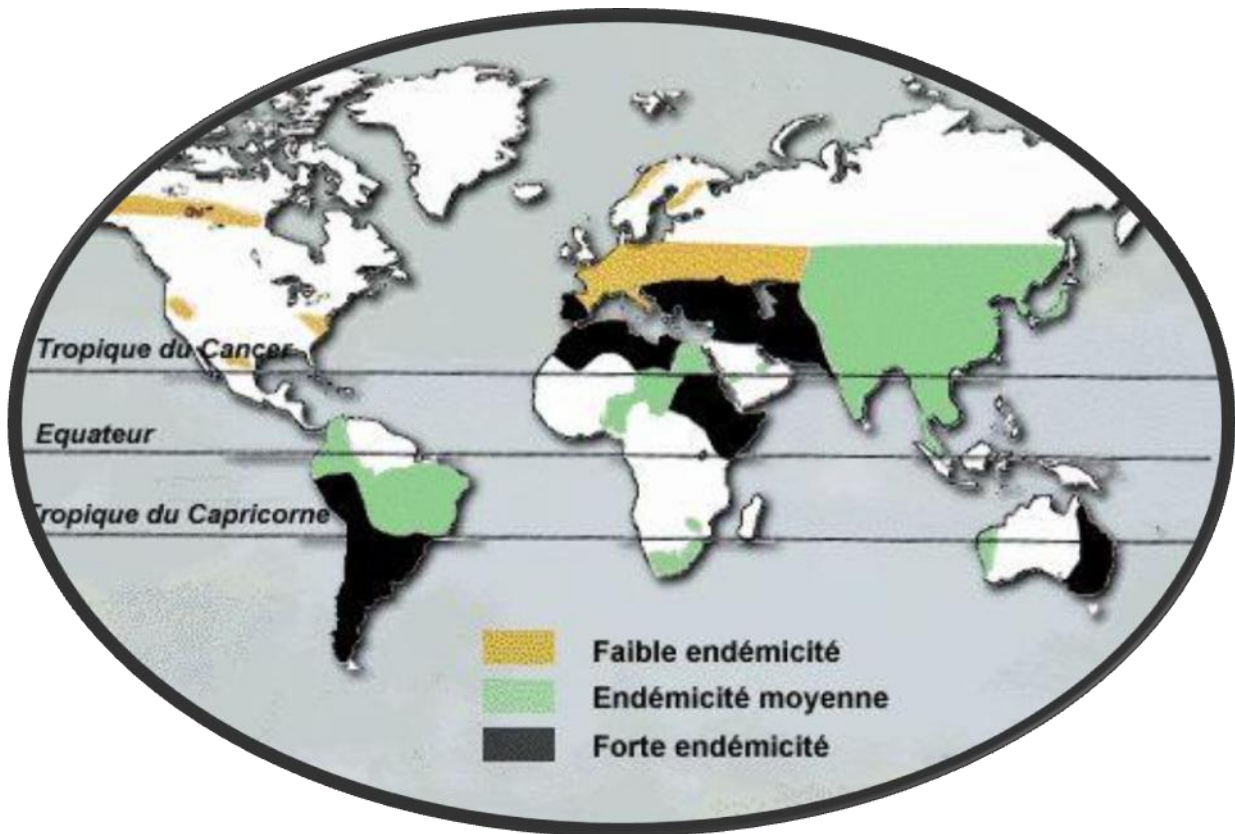 Tropique du Cancer
Equateur
Tropique du Capricorne
Faible endémicité
Endémicité moyenne
Forte endémicité